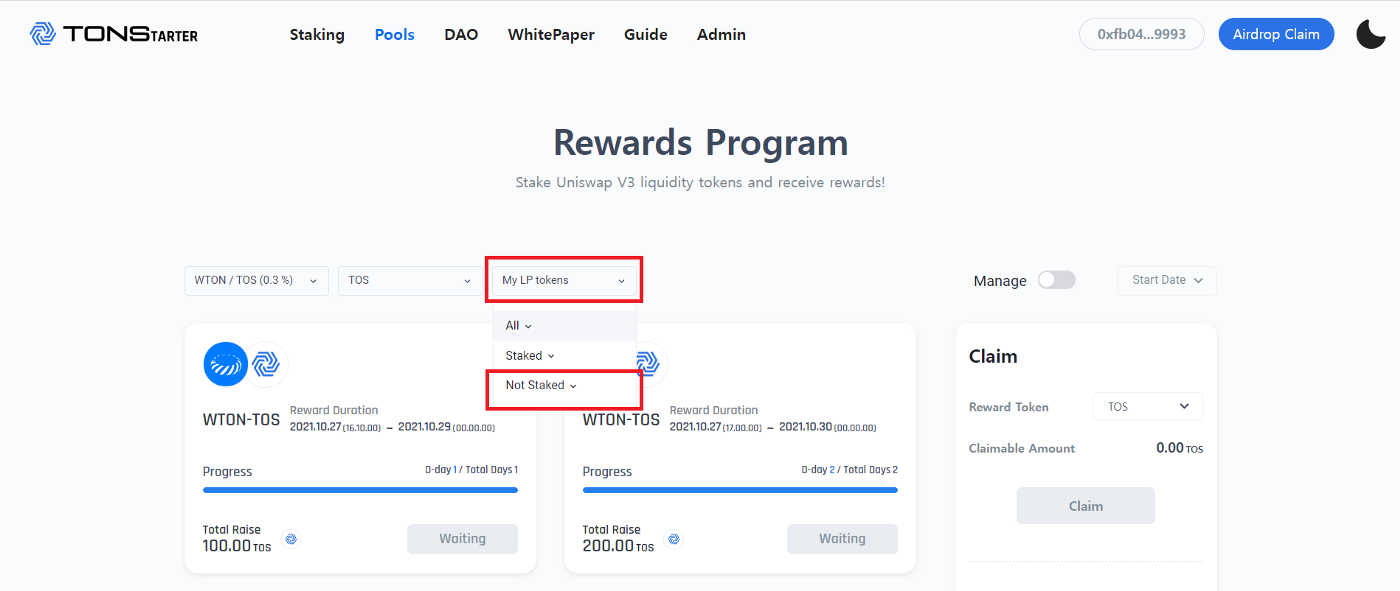 TONSTARTER
Staking Pools DAO WhitePaper Guide Admin
0xfb04...9993 Airdrop Claim
Rewards Program
Stake Uniswap V3 liquidity tokens and receive rewards!
WTON / TOS (0.3 %) TOS My LP tokens
Manage Start Date
All
Staked
Not Staked
WTON-TOS
Reward Duration
2021.10.27 (16.10.00) ~ 2021.10.29 (00.00.00)
Progress D-day 1 / Total Days 1
Total Raise
100.00 TOS
Waiting
WTON-TOS
Reward Duration
2021.10.27 (17.00.00) ~ 2021.10.30 (00.00.00)
Progress D-day 2 / Total Days 2
Total Raise
200.00 TOS
Waiting
Claim
Reward Token TOS
Claimable Amount 0.00 TOS
Claim